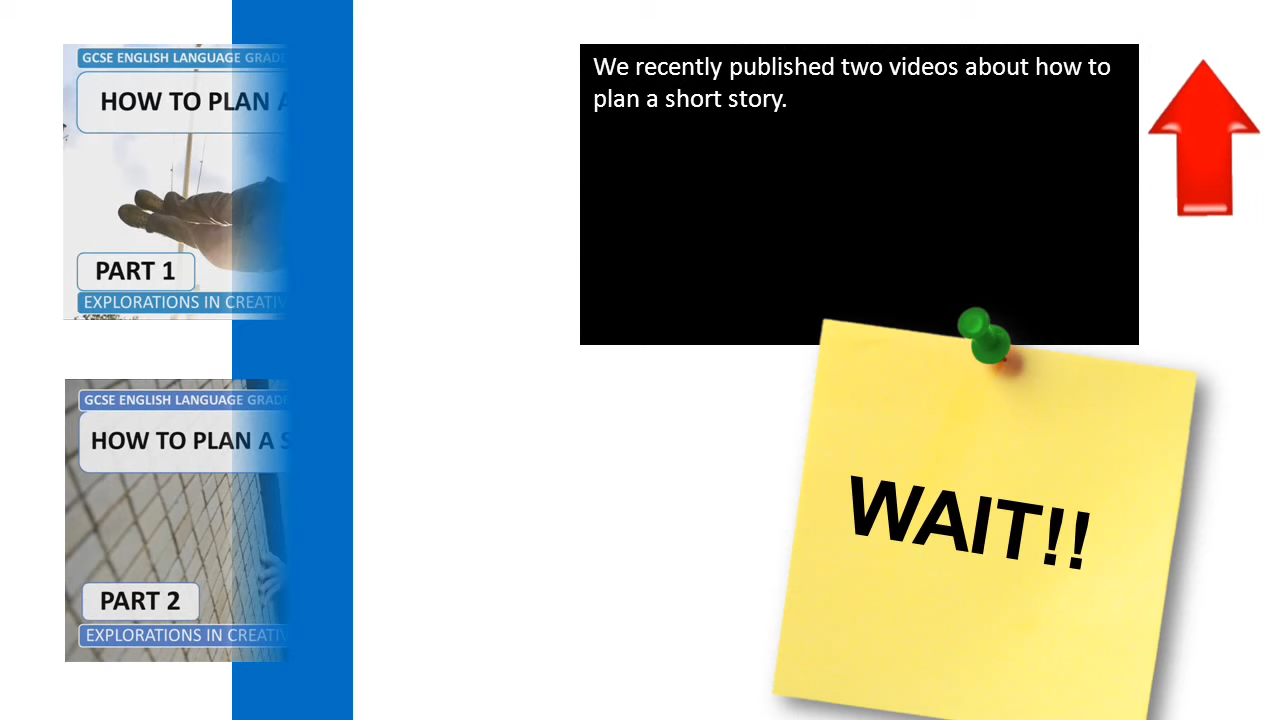 GCSE ENGLISH LANGUAGE
HOW TO PLAN
PART 1
EXPLORATIONS IN
GCSE ENGLISH LANGUAGE
HOW TO PLAN A
PART 2
EXPLORATIONS IN
We recently published two videos about how to
plan a short story.
WAIT!!